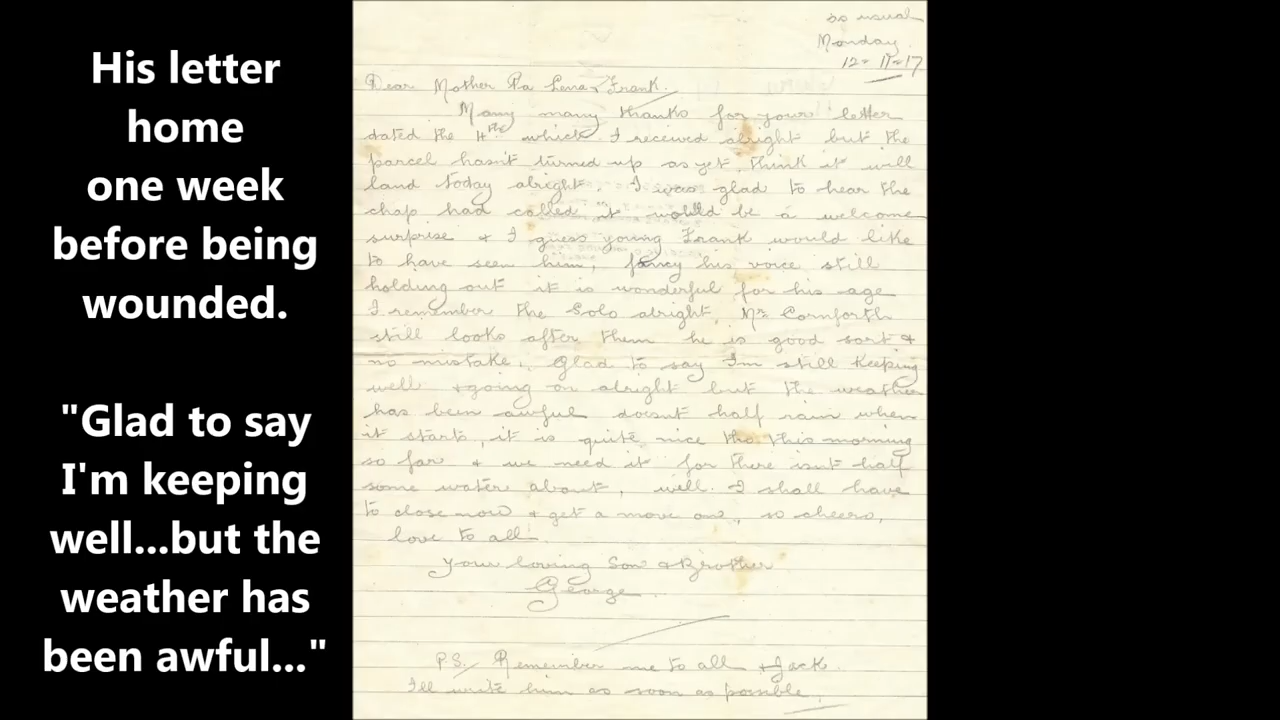 His letter
home
one week
before being
wounded.
"Glad to say
I'm keeping
well...but the
weather has
been awful..."
as usual
Monday
12-11-17
Dear Mother Pa Lena & Frank.
Many many thanks for your letter
dated the 4th which I received alright but the
parcel hasn't turned up as yet, think it will
land today alright. I was glad to hear the
chap had called it would be a welcome
surprise & I guess young Frank would like
to have seen him, fancy his voice still
holding out it is wonderful for his age
I remember the Solo alright, Mr Cornforth
still looks after them he is good sort &
no mistake. Glad to say I'm still keeping
well & going on alright but the weather
has been awful doesnt half rain when
it starts, it is quite nice tho this morning
so far & we need it for there isnt half
some water about, well I shall have
to close now & get a move on, so cheero,
love to all.
Your loving Son & Brother
George.
P.S. Remember me to all & Jack.
I'll write him as soon as possible.